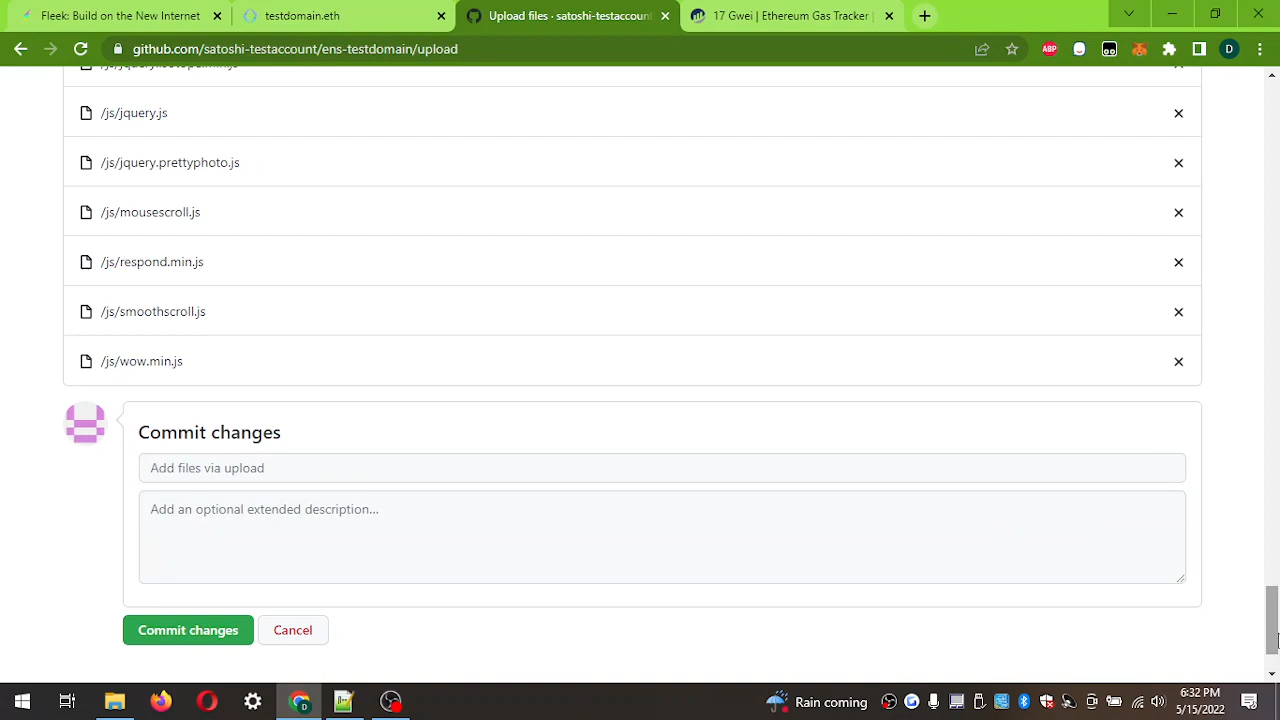 Fleek: Build on the New Internet
testdomain.eth
Upload files · satoshi-testaccount
17 Gwei | Ethereum Gas Tracker |
github.com/satoshi-testaccount/ens-testdomain/upload
ABP
D
/js/jquery.js
/js/jquery.prettyphoto.js
/js/mousescroll.js
/js/respond.min.js
/js/smoothscroll.js
/js/wow.min.js
Commit changes
Add files via upload
Add an optional extended description...
Commit changes
Cancel
Rain coming
6:32 PM
5/15/2022